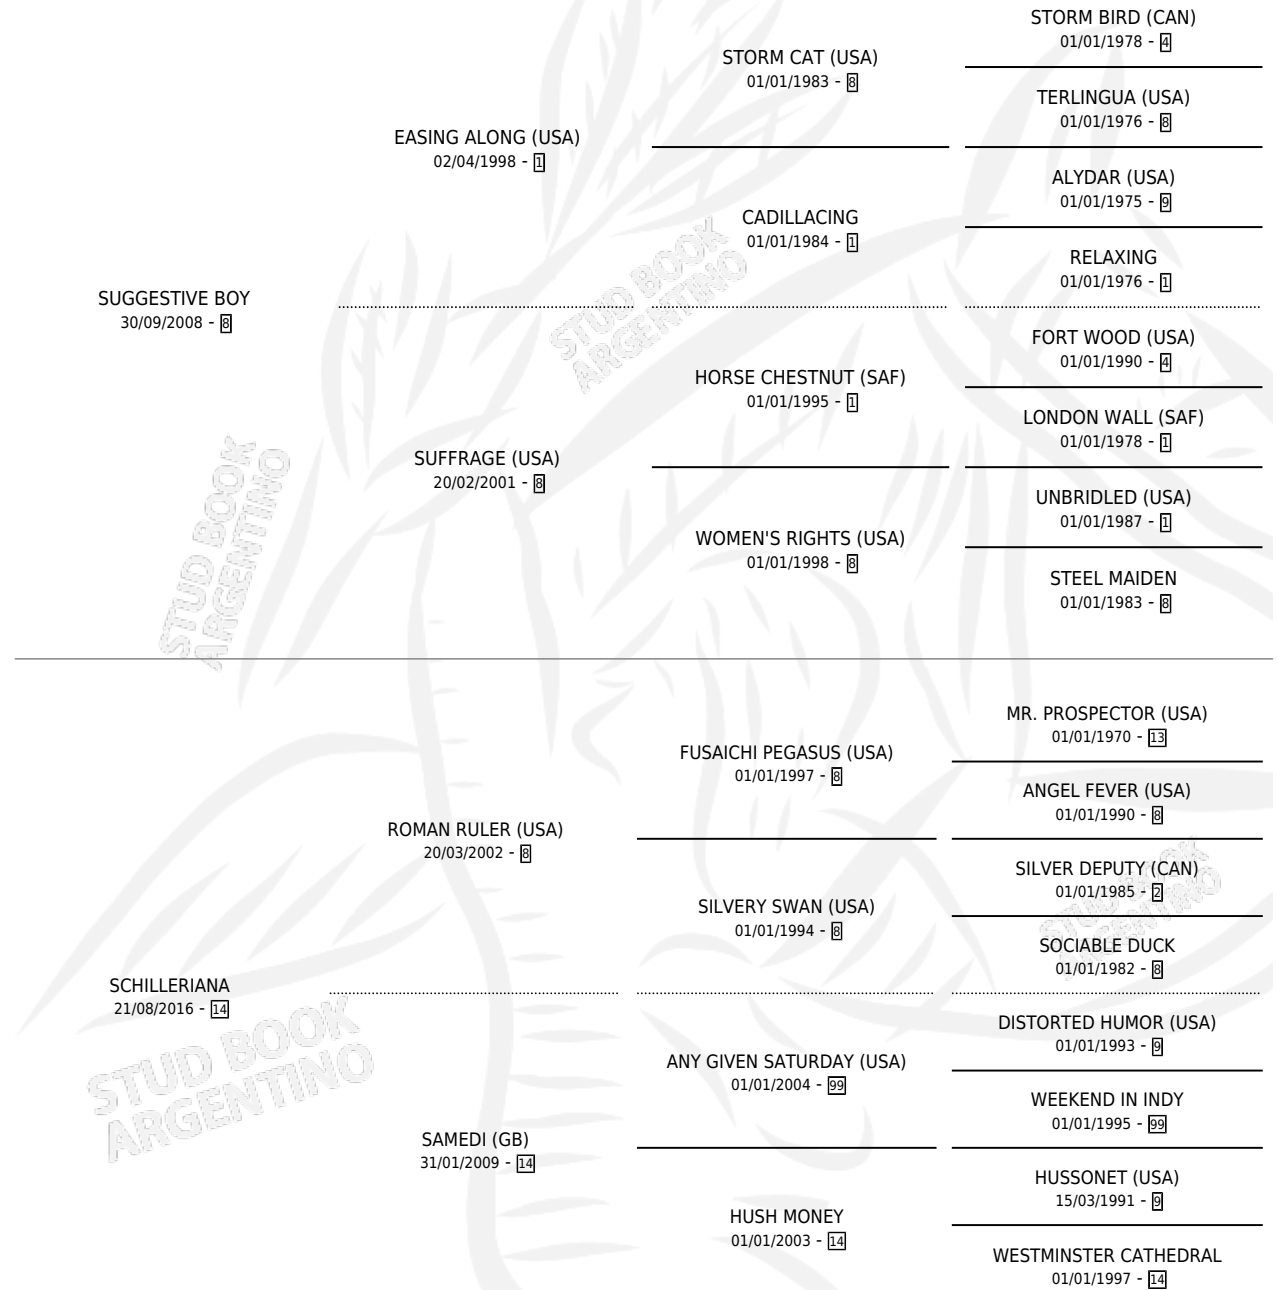 STORM BIRD (CAN)
01/01/1978 - 4
STORM CAT (USA)
01/01/1983 - 8
TERLINGUA (USA)
01/01/1976 - 8
EASING ALONG (USA)
02/04/1998 - 1
ALYDAR (USA)
01/01/1975 - 9
CADILLACING
01/01/1984 - 1
RELAXING
01/01/1976 - 1
SUGGESTIVE BOY
30/09/2008 - 8
FORT WOOD (USA)
01/01/1990 - 4
HORSE CHESTNUT (SAF)
01/01/1995 - 1
LONDON WALL (SAF)
01/01/1978 - 1
SUFFRAGE (USA)
20/02/2001 - 8
UNBRIDLED (USA)
01/01/1987 - 1
WOMEN'S RIGHTS (USA)
01/01/1998 - 8
STEEL MAIDEN
01/01/1983 - 8
MR. PROSPECTOR (USA)
01/01/1970 - 13
FUSAICHI PEGASUS (USA)
01/01/1997 - 8
ANGEL FEVER (USA)
01/01/1990 - 8
ROMAN RULER (USA)
20/03/2002 - 8
SILVER DEPUTY (CAN)
01/01/1985 - 2
SILVERY SWAN (USA)
01/01/1994 - 8
SOCIABLE DUCK
01/01/1982 - 8
SCHILLERIANA
21/08/2016 - 14
DISTORTED HUMOR (USA)
01/01/1993 - 9
ANY GIVEN SATURDAY (USA)
01/01/2004 - 99
WEEKEND IN INDY
01/01/1995 - 99
SAMEDI (GB)
31/01/2009 - 14
HUSSONET (USA)
15/03/1991 - 9
HUSH MONEY
01/01/2003 - 14
WESTMINSTER CATHEDRAL
01/01/1997 - 14
STUD BOOK
ARGENTINO
STUD BOOK
ARGENTINO
STUD BOOK
ARGENTINO
STUD BOOK
ARGENTINO